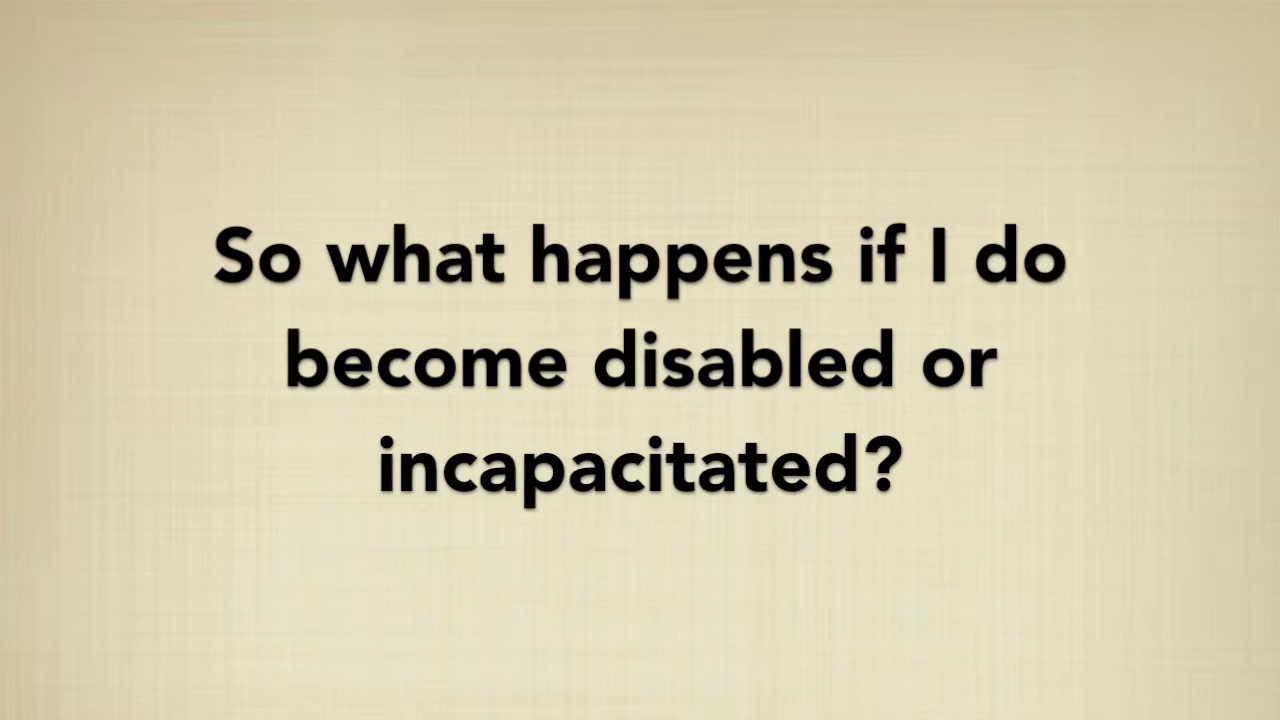 So what happens if I do
become disabled or
incapacitated?